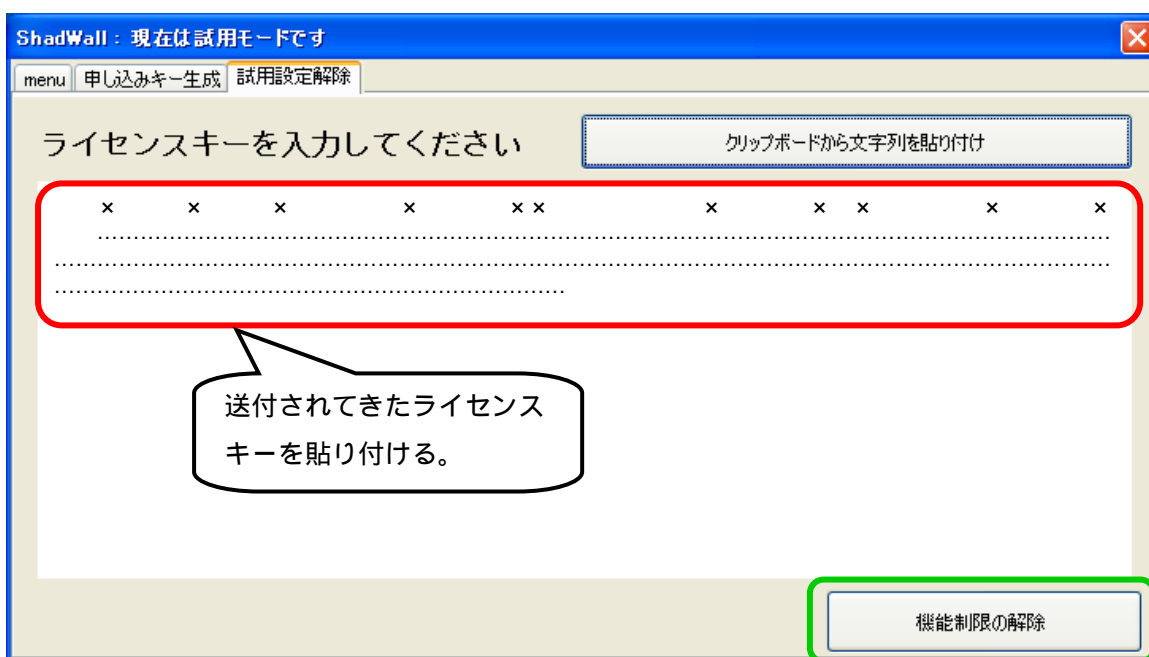 ShadWall : 現在は試用モードです
menu 申し込みキー生成 試用設定解除
ライセンスキーを入力してください
クリップボードから文字列を貼り付け
× × × × × × × × × × ×
……………………………………………………………………………………………………
……………………………………………………………………………………………………
………………………………………………
送付されてきたライセンス
キーを貼り付ける。
機能制限の解除